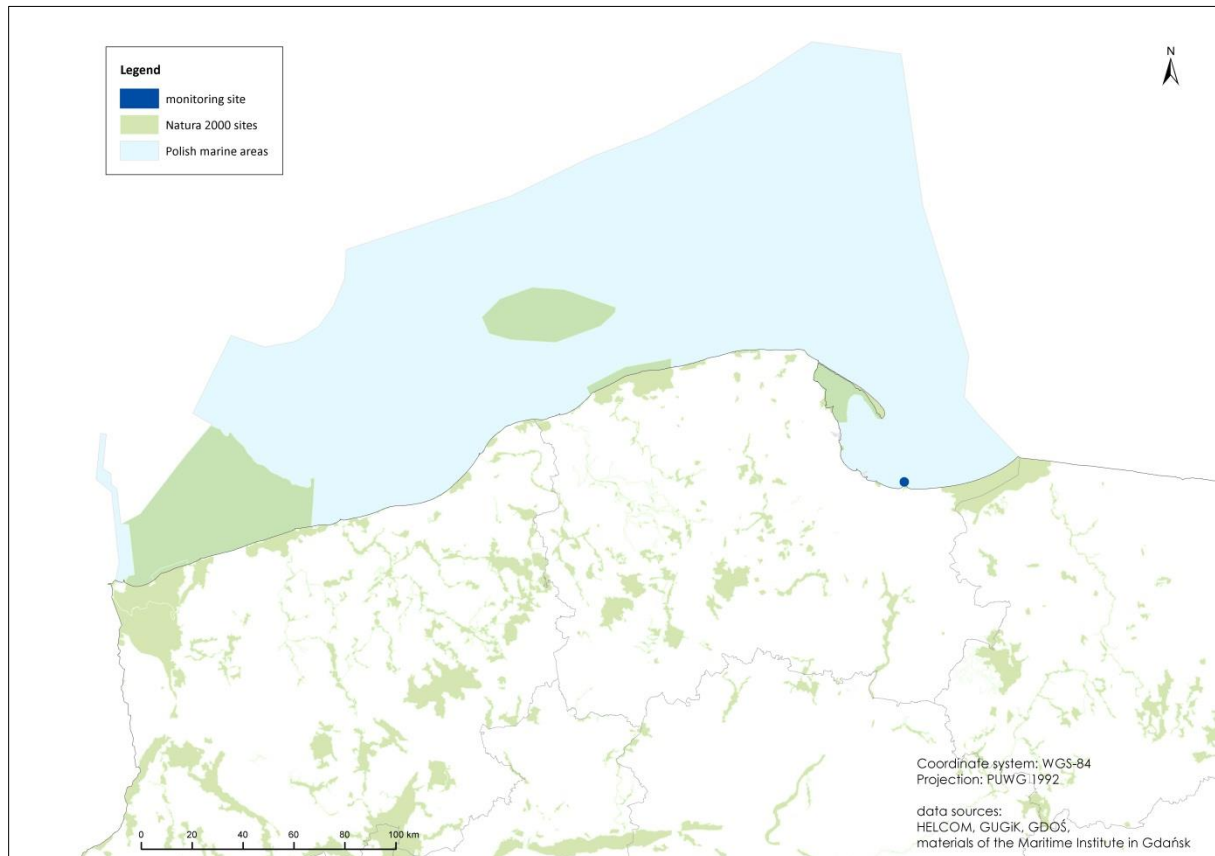 Legend
monitoring site
Natura 2000 sites
Polish marine areas
N
Coordinate system: WGS-84
Projection: PUWG 1992
data sources:
HELCOM, GUGiK, GDOŚ,
materials of the Maritime Institute in Gdańsk
0 20 40 60 80 100 km